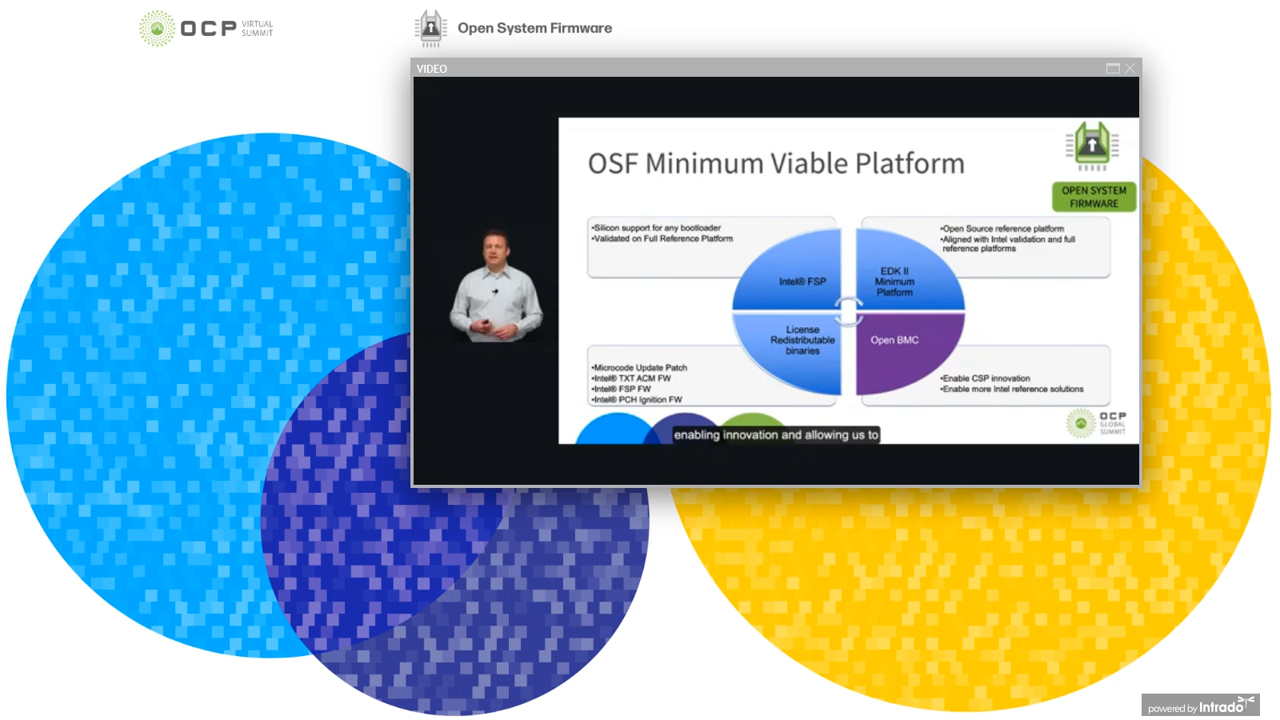 OCP VIRTUAL
SUMMIT
Open System Firmware
VIDEO
OSF Minimum Viable Platform
OPEN SYSTEM
FIRMWARE
•Silicon support for any bootloader
•Validated on Full Reference Platform
•Open Source reference platform
•Aligned with Intel validation and full
reference platforms
Intel® FSP
EDK II
Minimum
Platform
License
Redistributable
binaries
Open BMC
•Microcode Update Patch
•Intel® TXT ACM FW
•Intel® FSP FW
•Intel® PCH Ignition FW
•Enable CSP innovation
•Enable more Intel reference solutions
OCP
GLOBAL
SUMMIT
enabling innovation and allowing us to
powered by Intrado